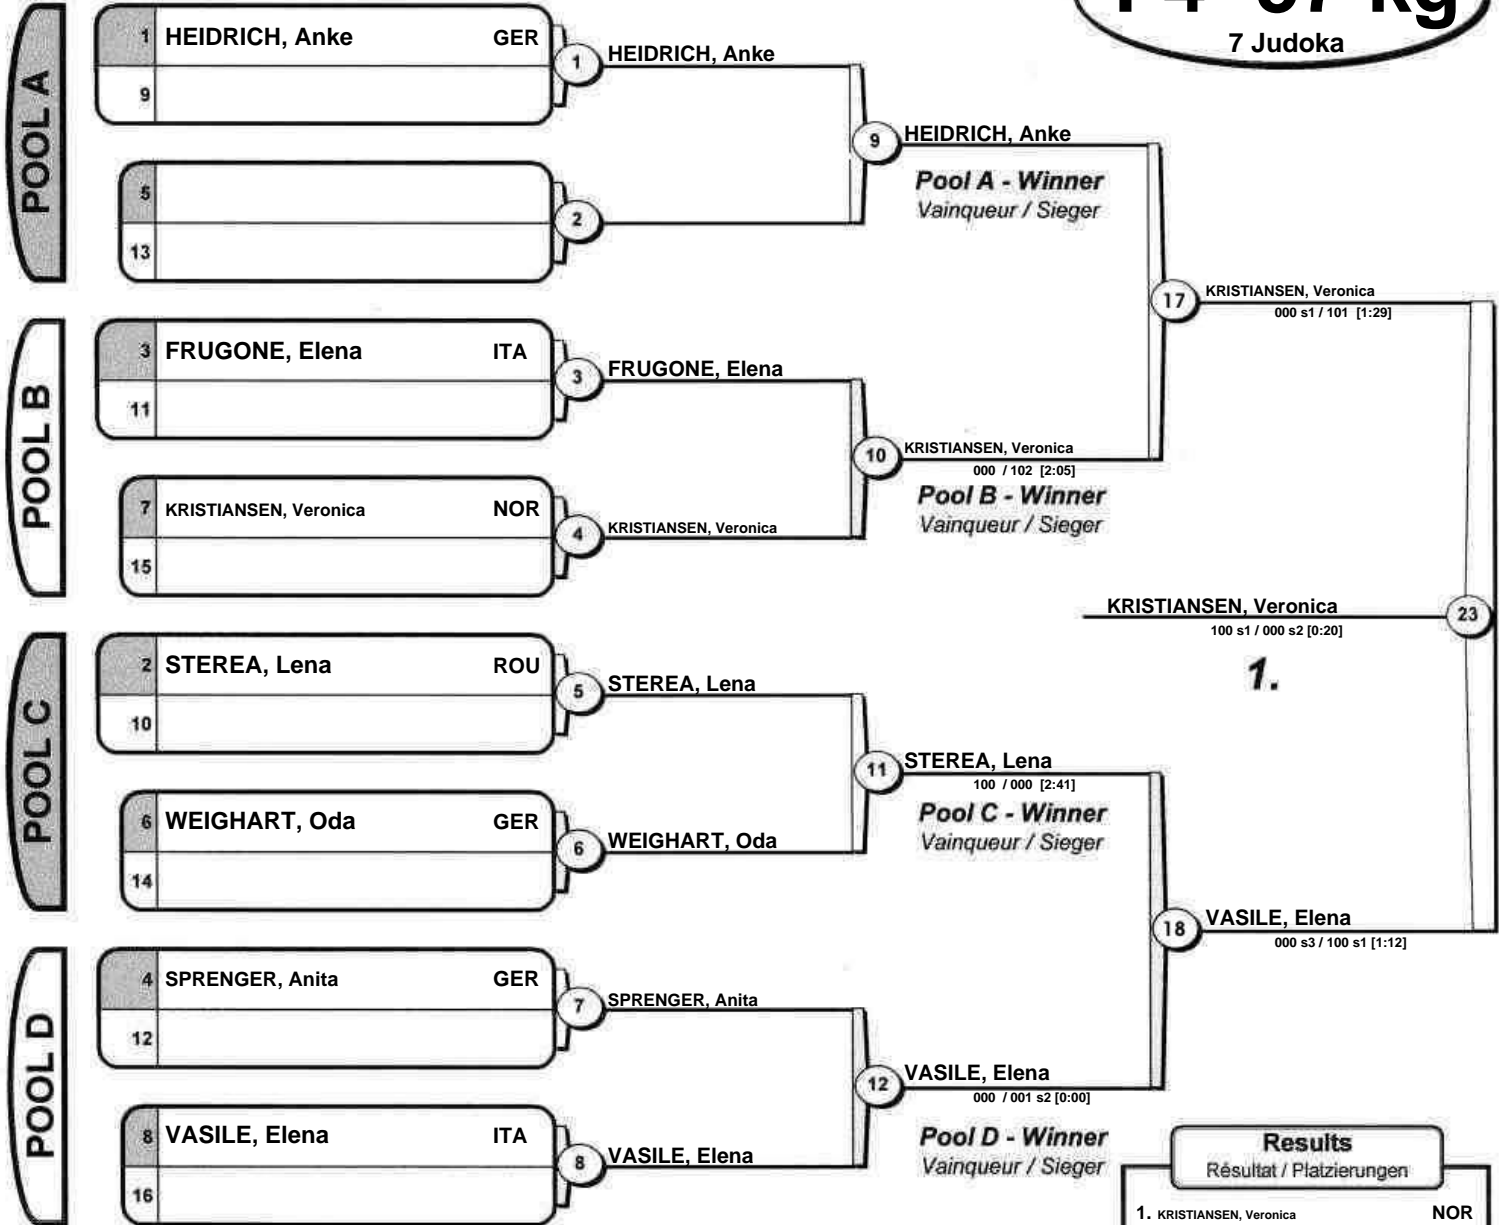 F4 -57 kg
7 Judoka
POOL A
1 HEIDRICH, Anke GER
9
5
13
1 HEIDRICH, Anke
2
9 HEIDRICH, Anke
Pool A - Winner
Vainqueur / Sieger
POOL B
3 FRUGONE, Elena ITA
11
7 KRISTIANSEN, Veronica NOR
15
3 FRUGONE, Elena
4 KRISTIANSEN, Veronica
10 KRISTIANSEN, Veronica
000 / 102 [2:05]
Pool B - Winner
Vainqueur / Sieger
17 KRISTIANSEN, Veronica
000 s1 / 101 [1:29]
KRISTIANSEN, Veronica 23
100 s1 / 000 s2 [0:20]
1.
POOL C
2 STEREA, Lena ROU
10
6 WEIGHART, Oda GER
14
5 STEREA, Lena
6 WEIGHART, Oda
11 STEREA, Lena
100 / 000 [2:41]
Pool C - Winner
Vainqueur / Sieger
18 VASILE, Elena
000 s3 / 100 s1 [1:12]
POOL D
4 SPRENGER, Anita GER
12
8 VASILE, Elena ITA
16
7 SPRENGER, Anita
8 VASILE, Elena
12 VASILE, Elena
000 / 001 s2 [0:00]
Pool D - Winner
Vainqueur / Sieger
Results
Résultat / Platzierungen
1. KRISTIANSEN, Veronica NOR